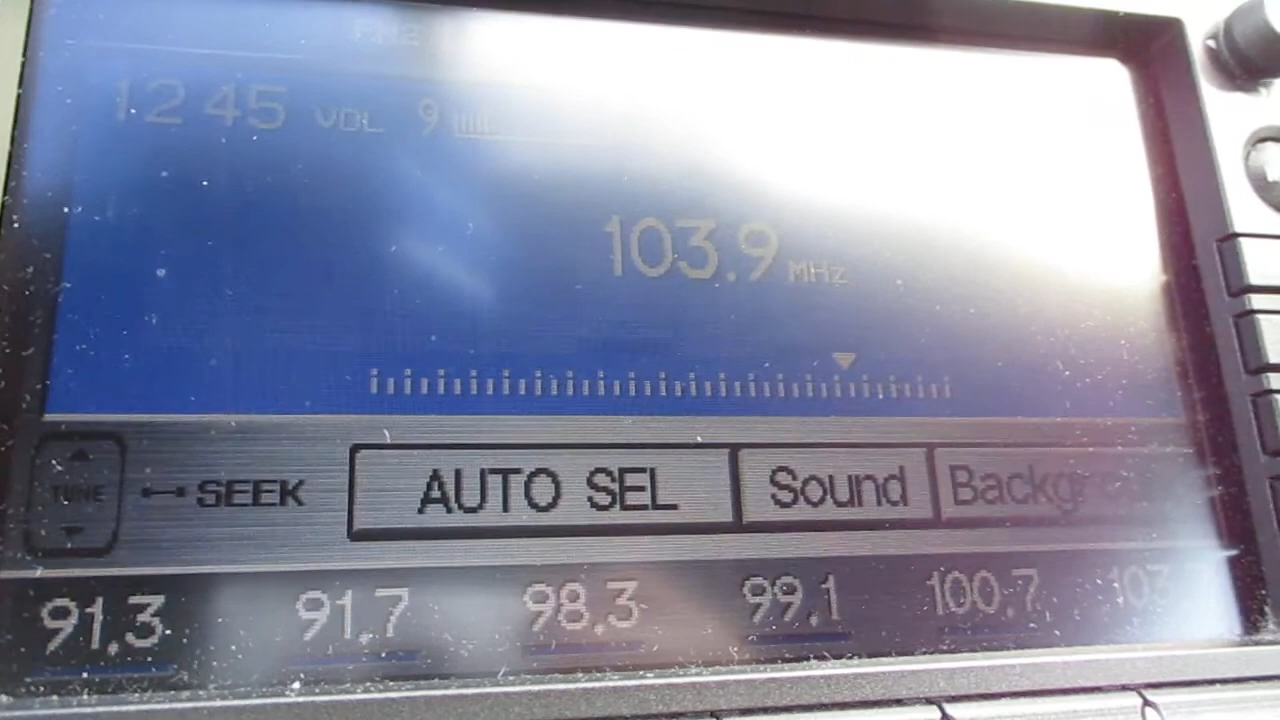 FM2
12 45 VOL 9
103.9 MHz
TUNE SEEK AUTO SEL Sound
91.3 91.7 98.3 99.1 100.7